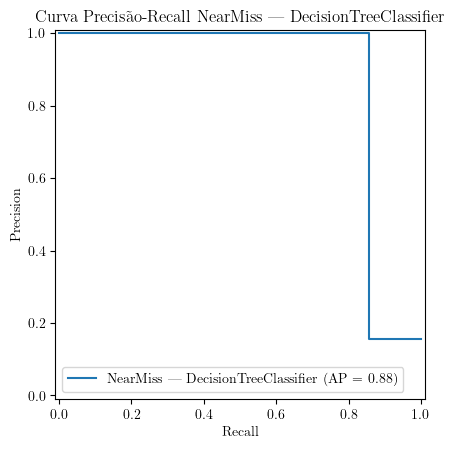 Curva Precisão-Recall NearMiss — DecisionTreeClassifier
1.0
0.8
0.6
0.4
0.2
0.0
Precision
NearMiss — DecisionTreeClassifier (AP = 0.88)
0.0 0.2 0.4 0.6 0.8 1.0
Recall